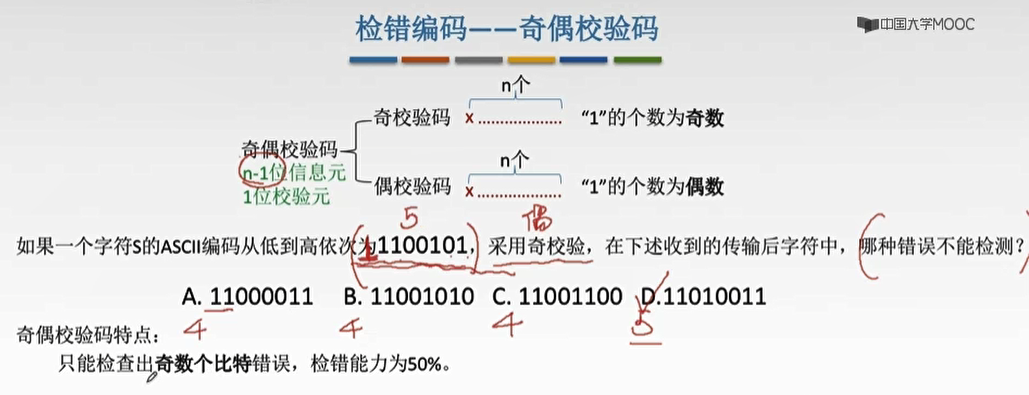 检错编码——奇偶校验码
中国大学MOOC
n个
奇校验码 x ................... “1”的个数为奇数
奇偶校验码
n-1位信息元
1位校验元
n个
偶校验码 x ................... “1”的个数为偶数
5 偶
如果一个字符S的ASCII编码从低到高依次为11100101，采用奇校验，在下述收到的传输后字符中，哪种错误不能检测？
A. 11000011 B. 11001010 C. 11001100 D.11010011
4 4 4 5
奇偶校验码特点：
只能检查出奇数个比特错误，检错能力为50%。